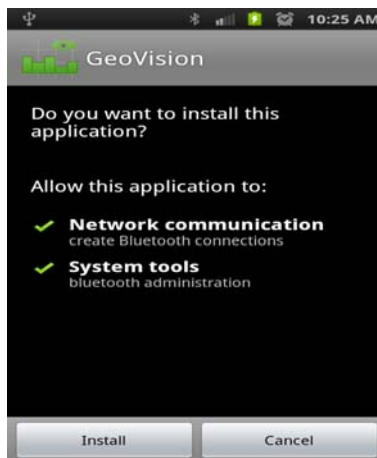 10:25 AM
GeoVision
Do you want to install this
application?
Allow this application to:
Network communication
create Bluetooth connections
System tools
bluetooth administration
Install
Cancel